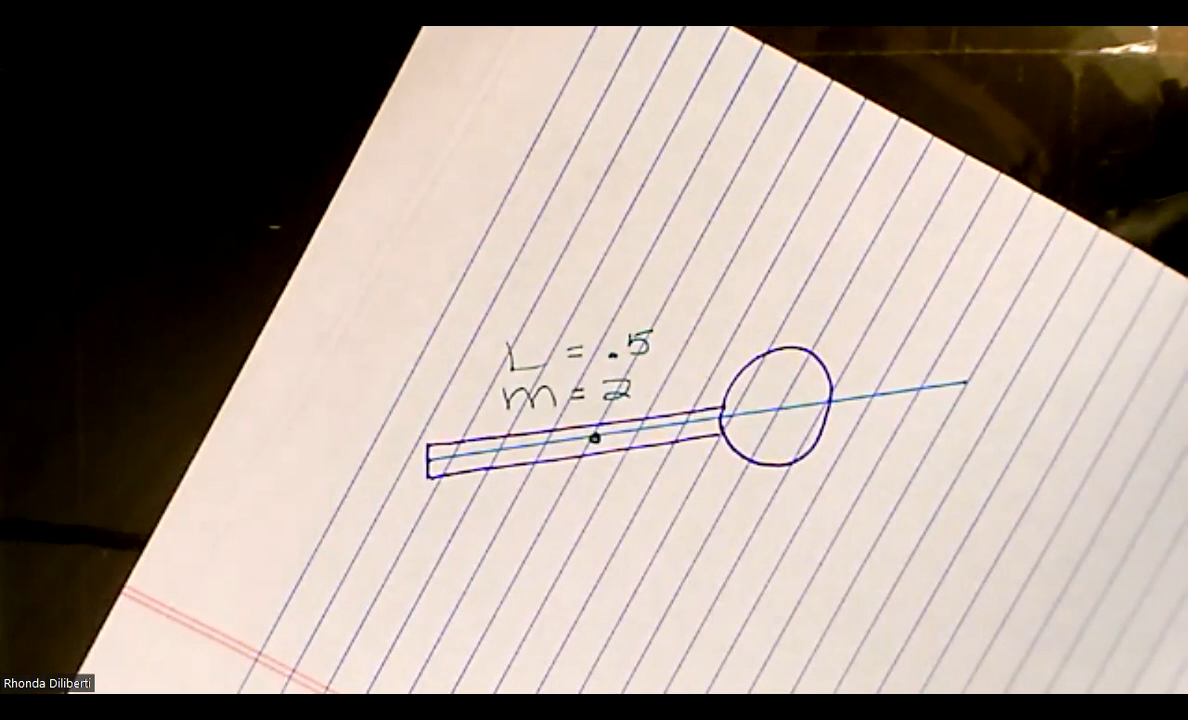 L = .5
m = 2
Rhonda Diliberti